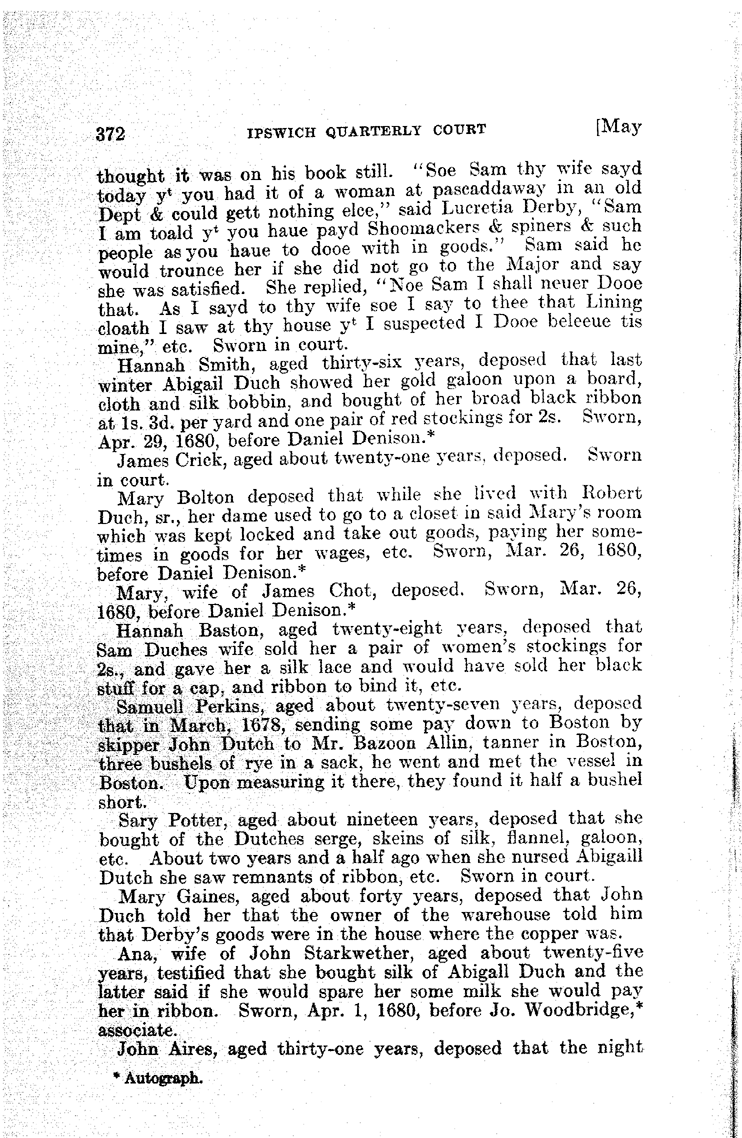 372 IPSWICH QUARTERLY COURT [May
thought it was on his book still. "Soe Sam thy wife sayd
today yᵗ you had it of a woman at pascaddaway in an old
Dept & could gett nothing elce," said Lucretia Derby, "Sam
I am toald yᵗ you haue payd Shoomackers & spiners & such
people as you haue to dooe with in goods." Sam said he
would trounce her if she did not go to the Major and say
she was satisfied. She replied, "Noe Sam I shall neuer Dooe
that. As I sayd to thy wife soe I say to thee that Lining
cloath I saw at thy house yᵗ I suspected I Dooe beleeue tis
mine," etc. Sworn in court.
Hannah Smith, aged thirty-six years, deposed that last
winter Abigail Duch showed her gold galoon upon a board,
cloth and silk bobbin, and bought of her broad black ribbon
at 1s. 3d. per yard and one pair of red stockings for 2s. Sworn,
Apr. 29, 1680, before Daniel Denison.*
James Crick, aged about twenty-one years, deposed. Sworn
in court.
Mary Bolton deposed that while she lived with Robert
Duch, sr., her dame used to go to a closet in said Mary's room
which was kept locked and take out goods, paying her some-
times in goods for her wages, etc. Sworn, Mar. 26, 1680,
before Daniel Denison.*
Mary, wife of James Chot, deposed. Sworn, Mar. 26,
1680, before Daniel Denison.*
Hannah Baston, aged twenty-eight years, deposed that
Sam Duches wife sold her a pair of women's stockings for
2s., and gave her a silk lace and would have sold her black
stuff for a cap, and ribbon to bind it, etc.
Samuell Perkins, aged about twenty-seven years, deposed
that in March, 1678, sending some pay down to Boston by
skipper John Dutch to Mr. Bazoon Allin, tanner in Boston,
three bushels of rye in a sack, he went and met the vessel in
Boston. Upon measuring it there, they found it half a bushel
short.
Sary Potter, aged about nineteen years, deposed that she
bought of the Dutches serge, skeins of silk, flannel, galoon,
etc. About two years and a half ago when she nursed Abigaill
Dutch she saw remnants of ribbon, etc. Sworn in court.
Mary Gaines, aged about forty years, deposed that John
Duch told her that the owner of the warehouse told him
that Derby's goods were in the house where the copper was.
Ana, wife of John Starkwether, aged about twenty-five
years, testified that she bought silk of Abigall Duch and the
latter said if she would spare her some milk she would pay
her in ribbon. Sworn, Apr. 1, 1680, before Jo. Woodbridge,*
associate.
John Aires, aged thirty-one years, deposed that the night
* Autograph.